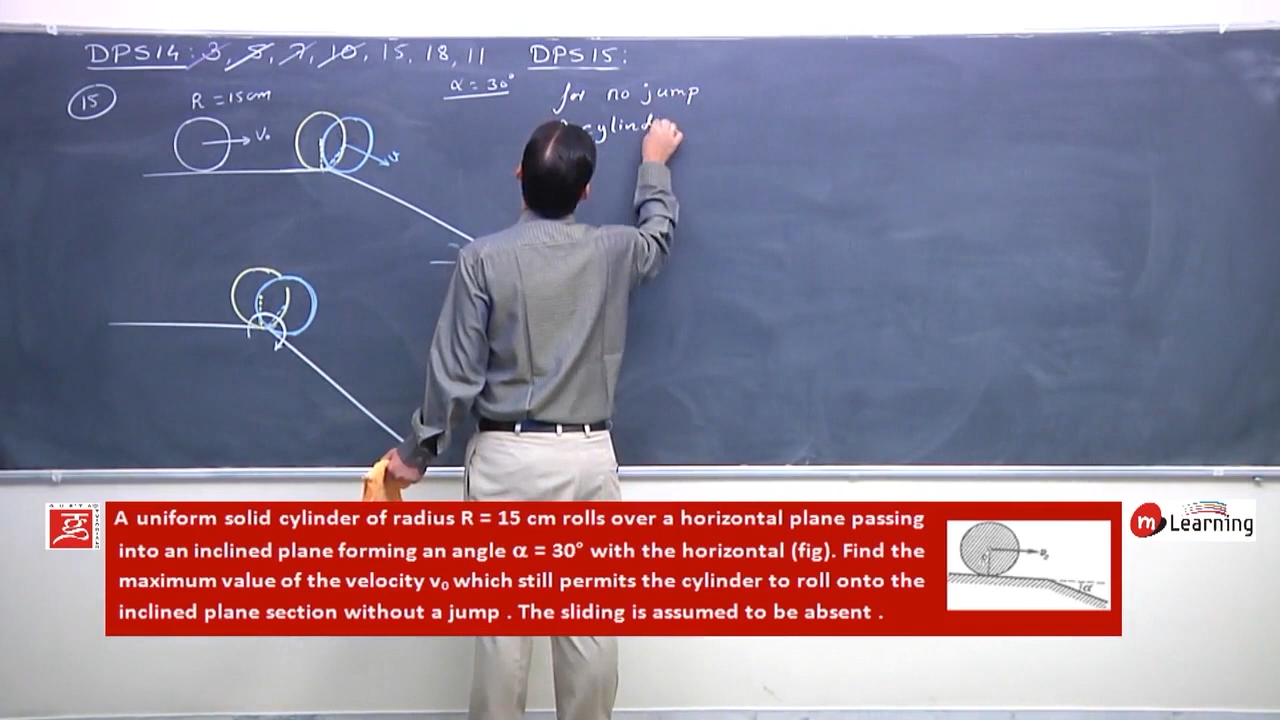 DPS14: 3, 8, 7, 10, 15, 18, 11 DPS15:
α = 30°
15
R = 15cm
V₀
v
for no jump
cylind
A uniform solid cylinder of radius R = 15 cm rolls over a horizontal plane passing
into an inclined plane forming an angle α = 30° with the horizontal (fig). Find the
maximum value of the velocity v₀ which still permits the cylinder to roll onto the
inclined plane section without a jump . The sliding is assumed to be absent .
α
m Learning